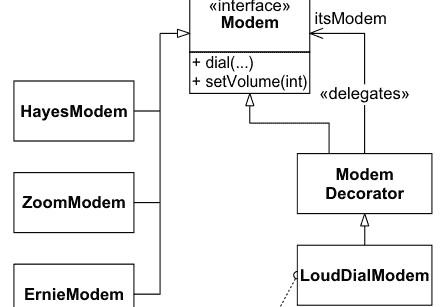 «interface»
Modem
itsModem
+ dial(...)
+ setVolume(int)
«delegates»
HayesModem
Modem
Decorator
ZoomModem
LoudDialModem
ErnieModem